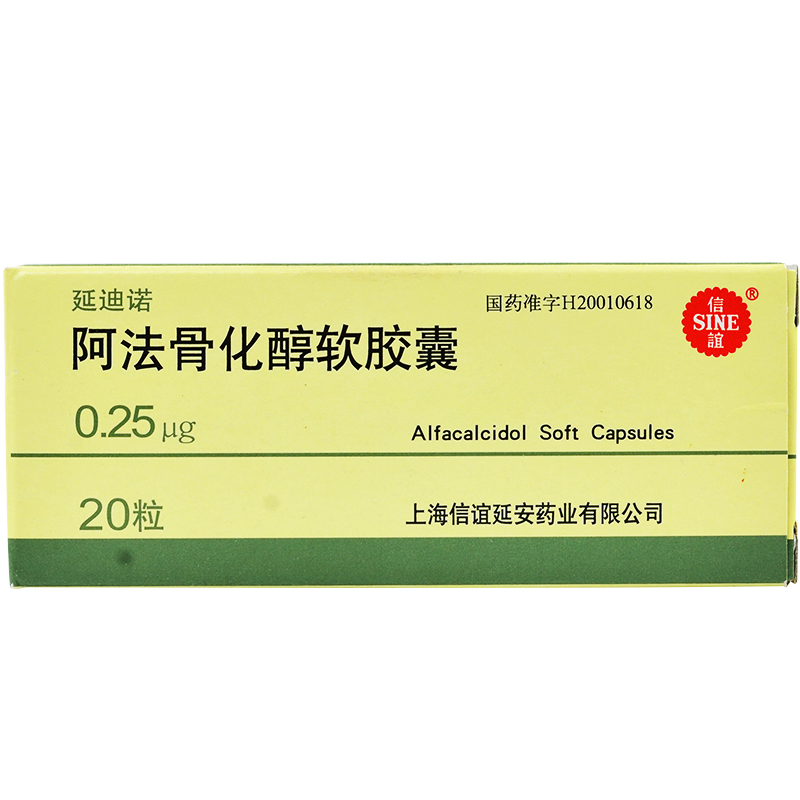 延迪诺
国药准字H20010618
信
SINE
誼
®
阿法骨化醇软胶囊
0.25µg
Alfacalcidol Soft Capsules
20粒
上海信谊延安药业有限公司